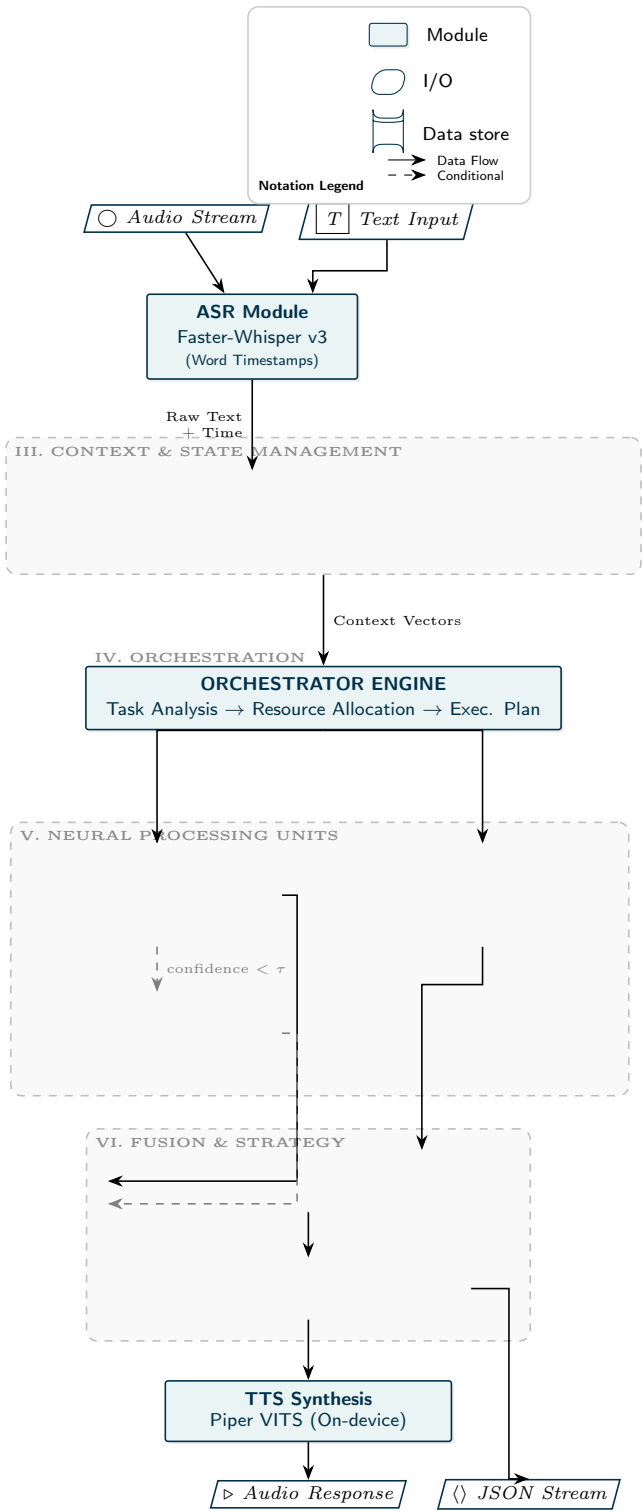 Module
I/O
Data store
Data Flow
Conditional
Notation Legend
Audio Stream
T Text Input
ASR Module
Faster-Whisper v3
(Word Timestamps)
Raw Text
+ Time
III. CONTEXT & STATE MANAGEMENT
Context Vectors
IV. ORCHESTRATION
ORCHESTRATOR ENGINE
Task Analysis → Resource Allocation → Exec. Plan
V. NEURAL PROCESSING UNITS
confidence < τ
VI. FUSION & STRATEGY
TTS Synthesis
Piper VITS (On-device)
▷ Audio Response
⟨⟩ JSON Stream